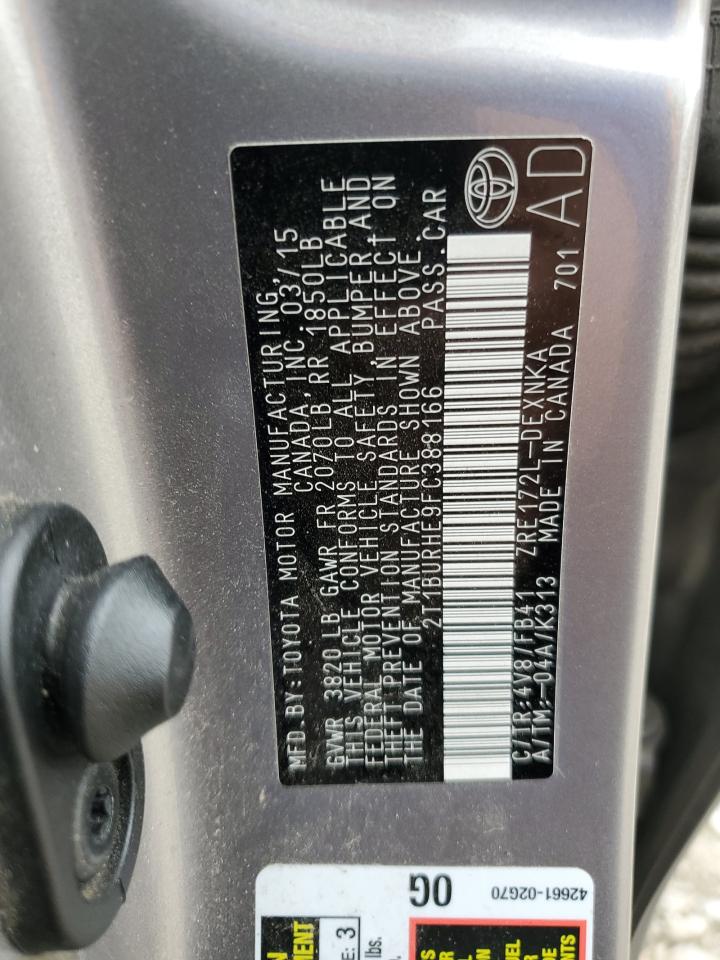 MFD. BY: TOYOTA MOTOR MANUFACTURING,
CANADA, INC. 03/15
GVWR 3820 LB GAWR FR 2070LB, RR 1850LB
THIS VEHICLE CONFORMS TO ALL APPLICABLE
FEDERAL MOTOR VEHICLE SAFETY, BUMPER, AND
THEFT PREVENTION STANDARDS IN EFFECT ON
THE DATE OF MANUFACTURE SHOWN ABOVE.
2T1BURHE9FC388166 PASS. CAR
C/TR: 4V8/FB41 ZRE172L-DEXNKA
A/TM: -04A/K313 MADE IN CANADA 701
AD
0G
42661-02G70
E: 3
lbs.